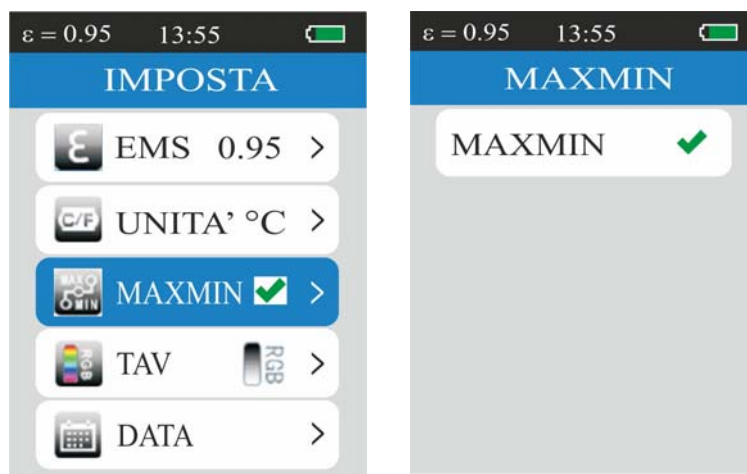 ε = 0.95 13:55
IMPOSTA
ε EMS 0.95 >
C/F UNITA' °C >
MAX MIN MAXMIN >
RGB TAV RGB >
DATA >
ε = 0.95 13:55
MAXMIN
MAXMIN